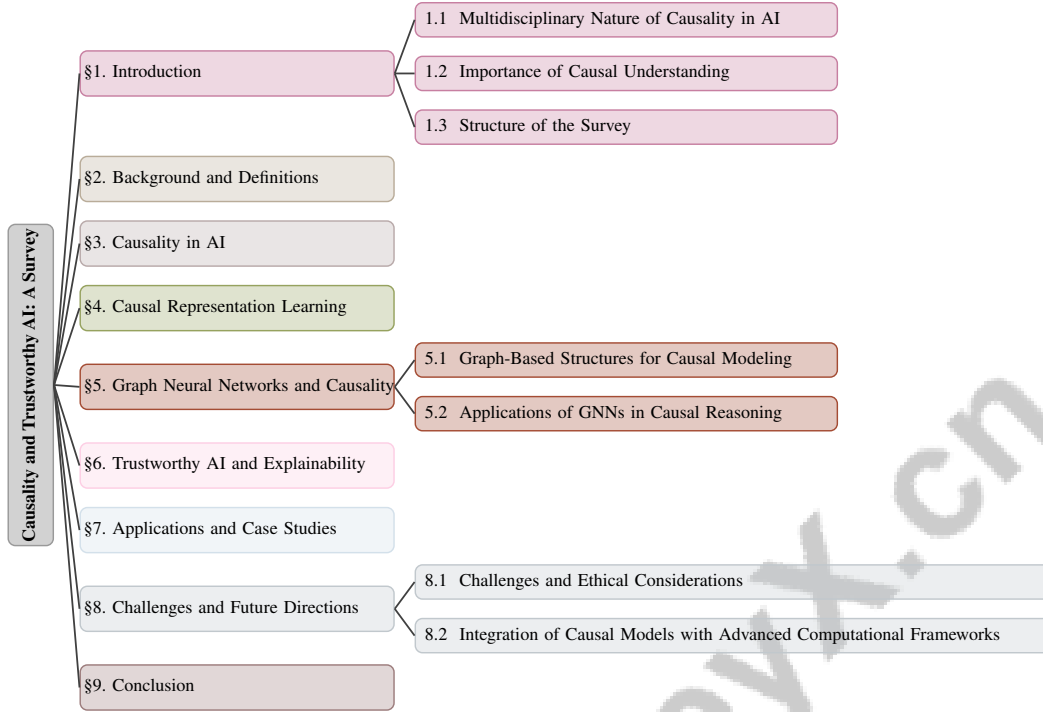 Causality and Trustworthy AI: A Survey
§1. Introduction
1.1 Multidisciplinary Nature of Causality in AI
1.2 Importance of Causal Understanding
1.3 Structure of the Survey
§2. Background and Definitions
§3. Causality in AI
§4. Causal Representation Learning
§5. Graph Neural Networks and Causality
5.1 Graph-Based Structures for Causal Modeling
5.2 Applications of GNNs in Causal Reasoning
§6. Trustworthy AI and Explainability
§7. Applications and Case Studies
§8. Challenges and Future Directions
8.1 Challenges and Ethical Considerations
8.2 Integration of Causal Models with Advanced Computational Frameworks
§9. Conclusion